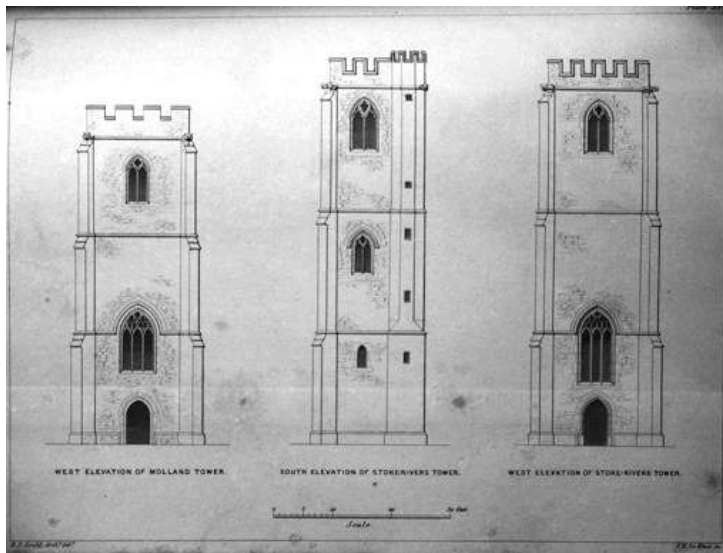 WEST ELEVATION OF MOLLAND TOWER.
SOUTH ELEVATION OF STOKERIVERS TOWER.
WEST ELEVATION OF STOKE-RIVERS TOWER.
Scale